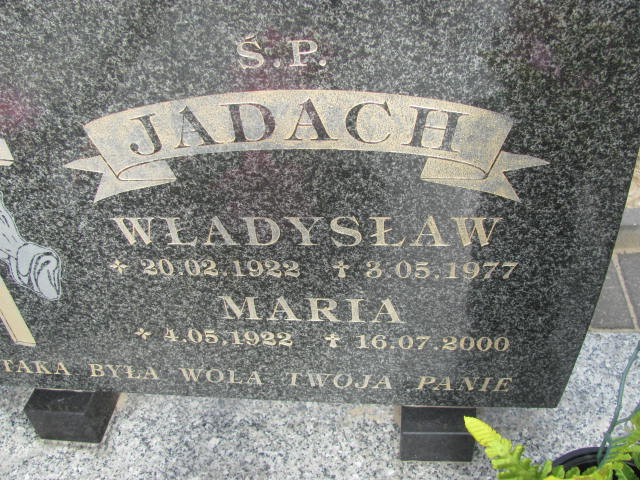 Ś.P.
JADACH
WŁADYSŁAW
20.02.1922 ✝ 3.05.1977
MARIA
4.05.1922 ✝ 16.07.2000
TAKA BYŁA WOLA TWOJA PANIE